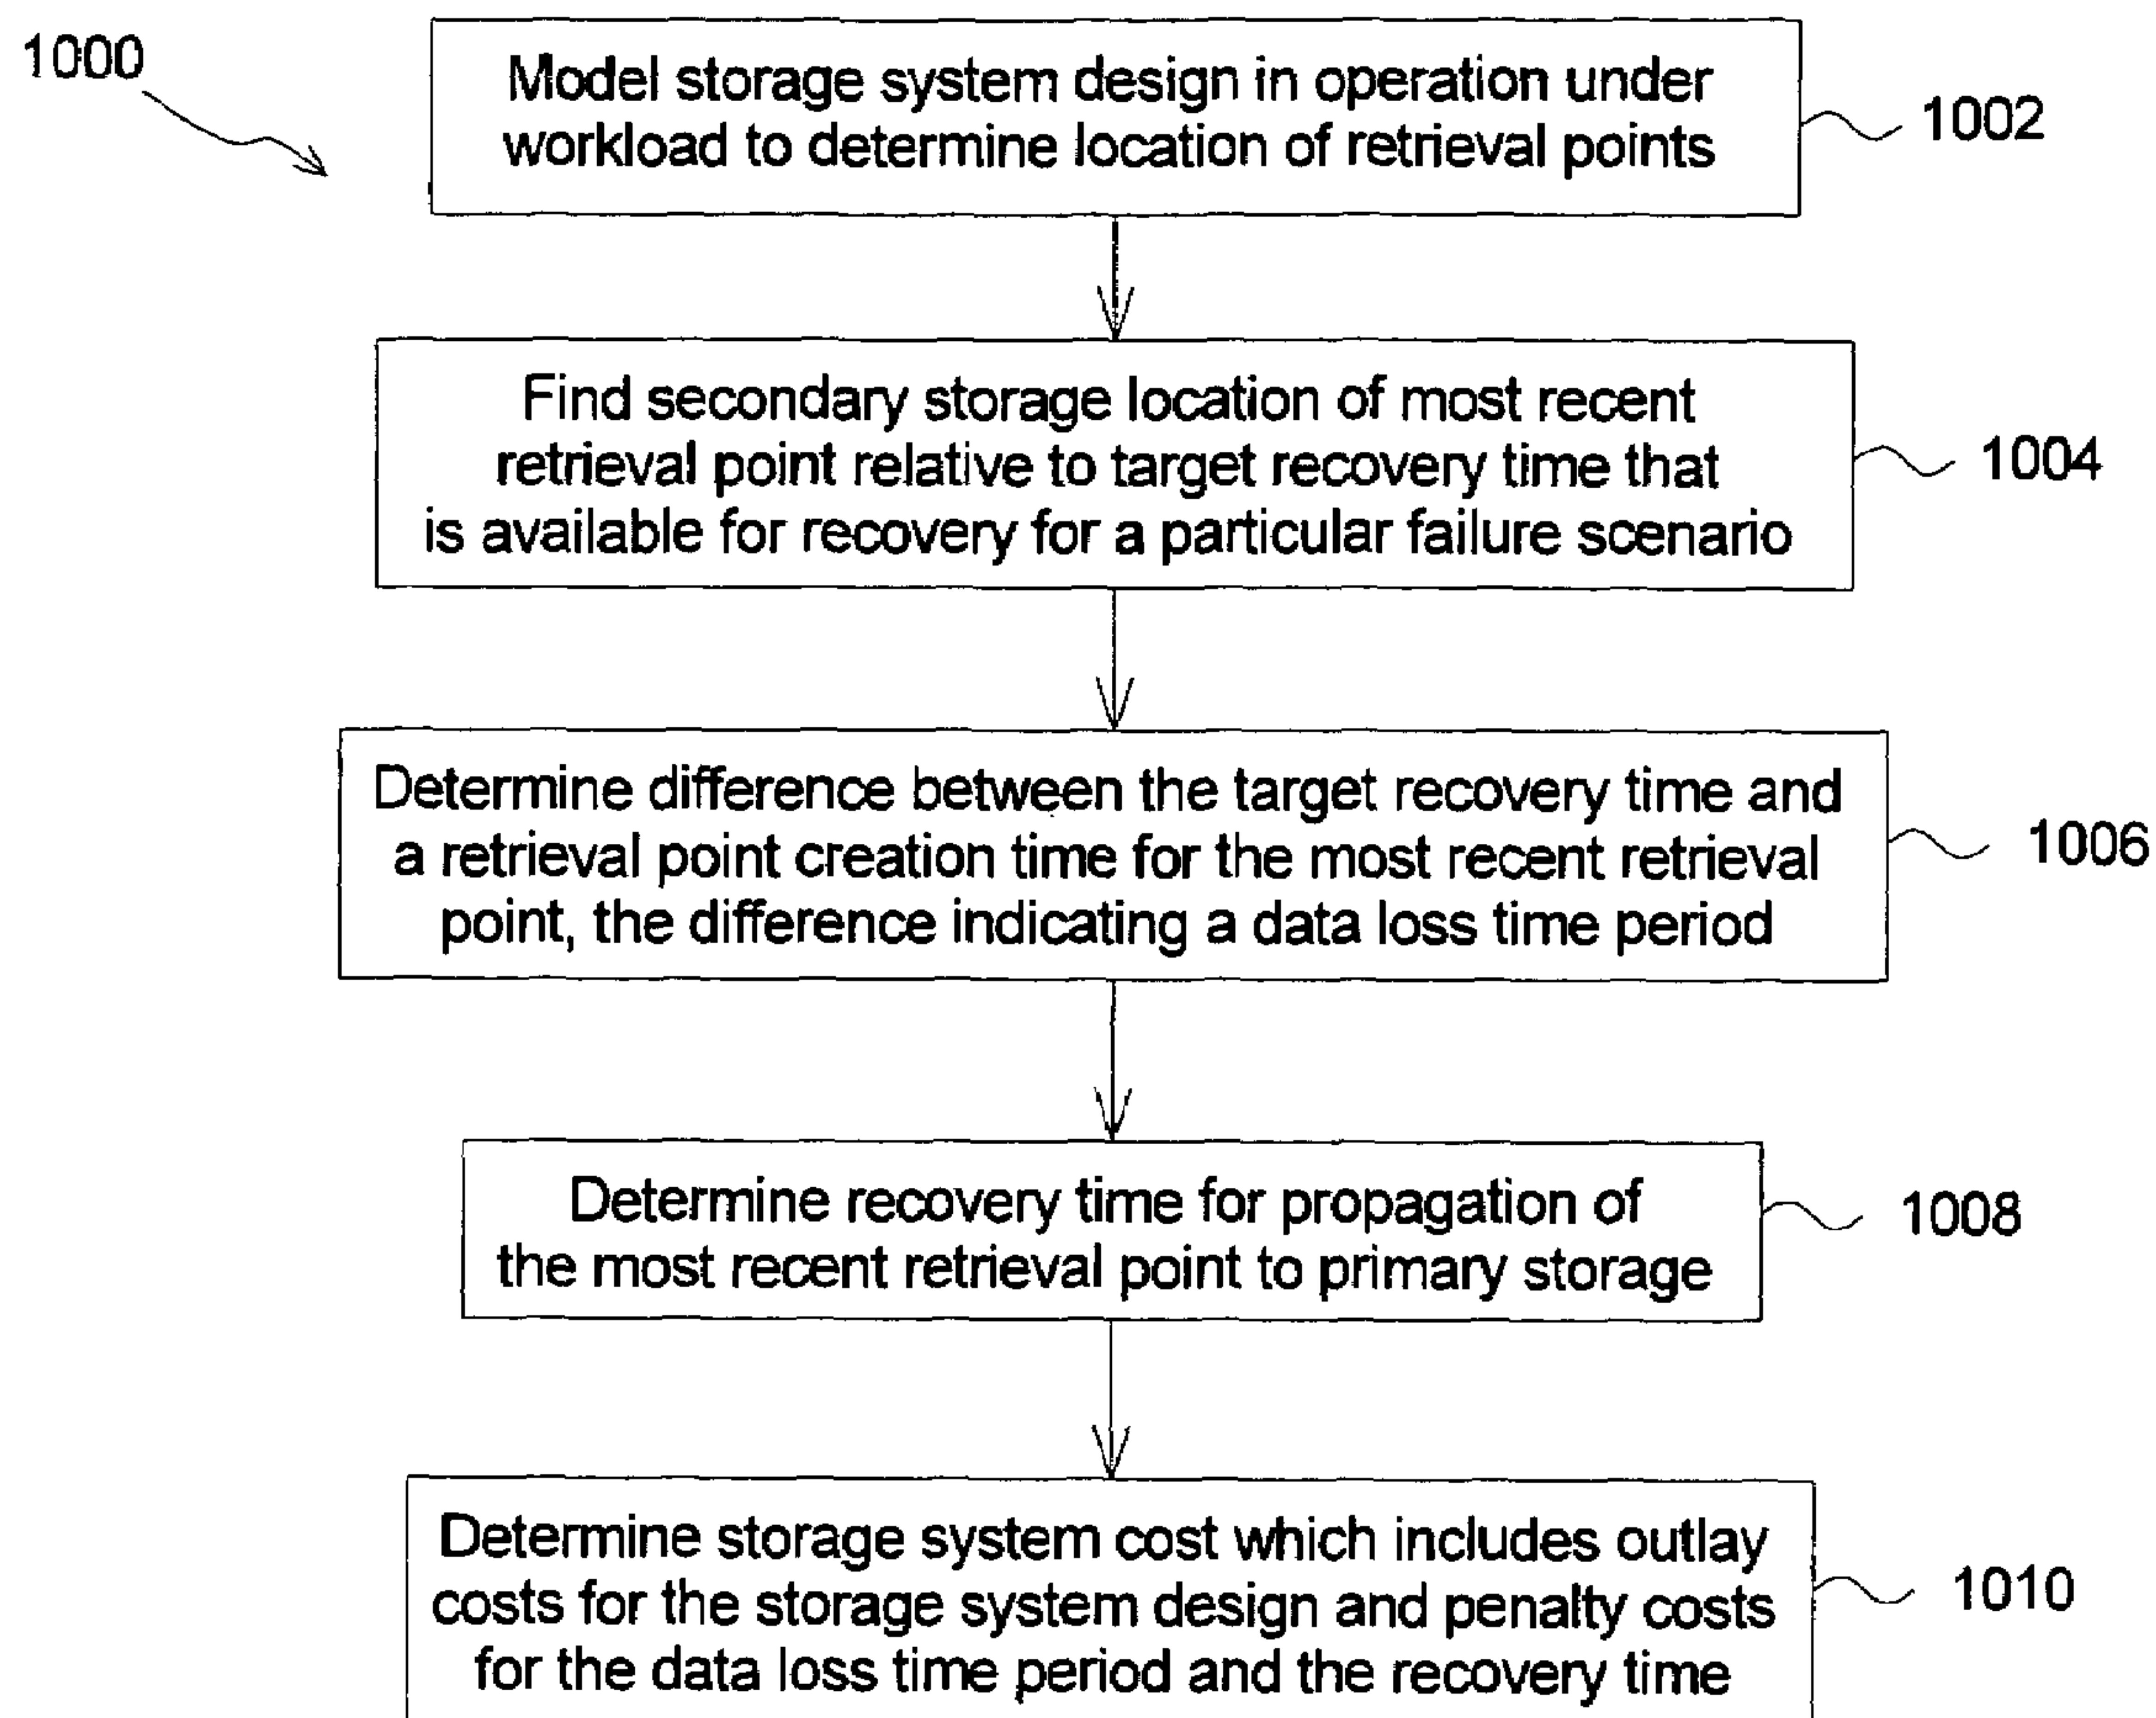 1000
Model storage system design in operation under
workload to determine location of retrieval points
1002
Find secondary storage location of most recent
retrieval point relative to target recovery time that
is available for recovery for a particular failure scenario
1004
Determine difference between the target recovery time and
a retrieval point creation time for the most recent retrieval
point, the difference indicating a data loss time period
1006
Determine recovery time for propagation of
the most recent retrieval point to primary storage
1008
Determine storage system cost which includes outlay
costs for the storage system design and penalty costs
for the data loss time period and the recovery time
1010